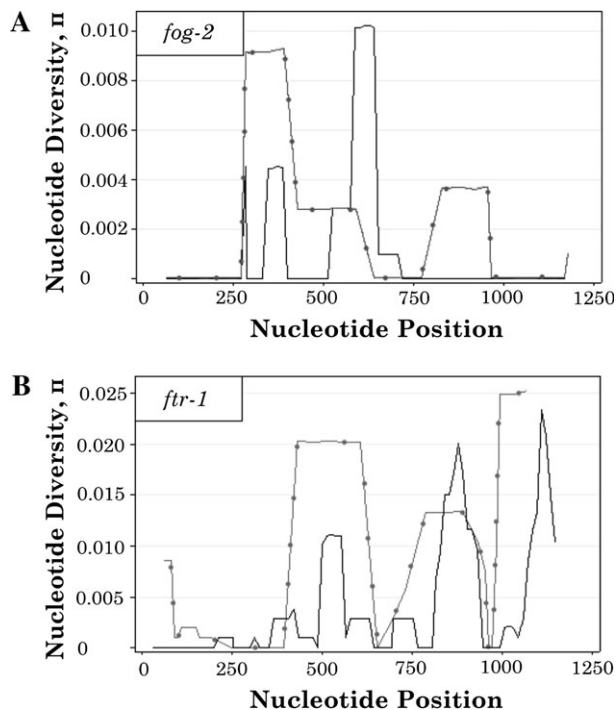 A
fog-2
Nucleotide Diversity, π
0.010
0.008
0.006
0.004
0.002
0
0 250 500 750 1000 1250
Nucleotide Position
B
ftr-1
Nucleotide Diversity, π
0.025
0.020
0.015
0.010
0.005
0
0 250 500 750 1000 1250
Nucleotide Position